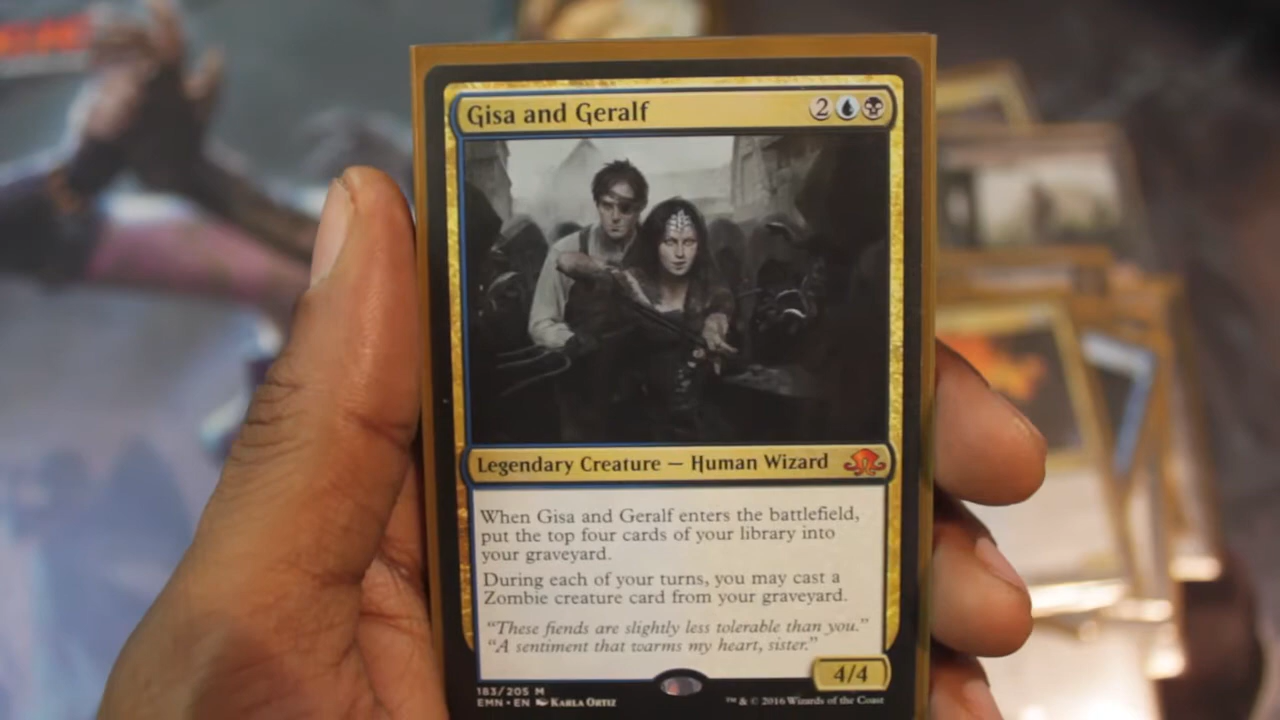 Gisa and Geralf 2
Legendary Creature — Human Wizard
When Gisa and Geralf enters the battlefield,
put the top four cards of your library into
your graveyard.
During each of your turns, you may cast a
Zombie creature card from your graveyard.
“These fiends are slightly less tolerable than you.”
“A sentiment that warms my heart, sister.”
4/4
183/205 M
EMN • EN KARLA ORTIZ ™ & © 2016 Wizards of the Coast